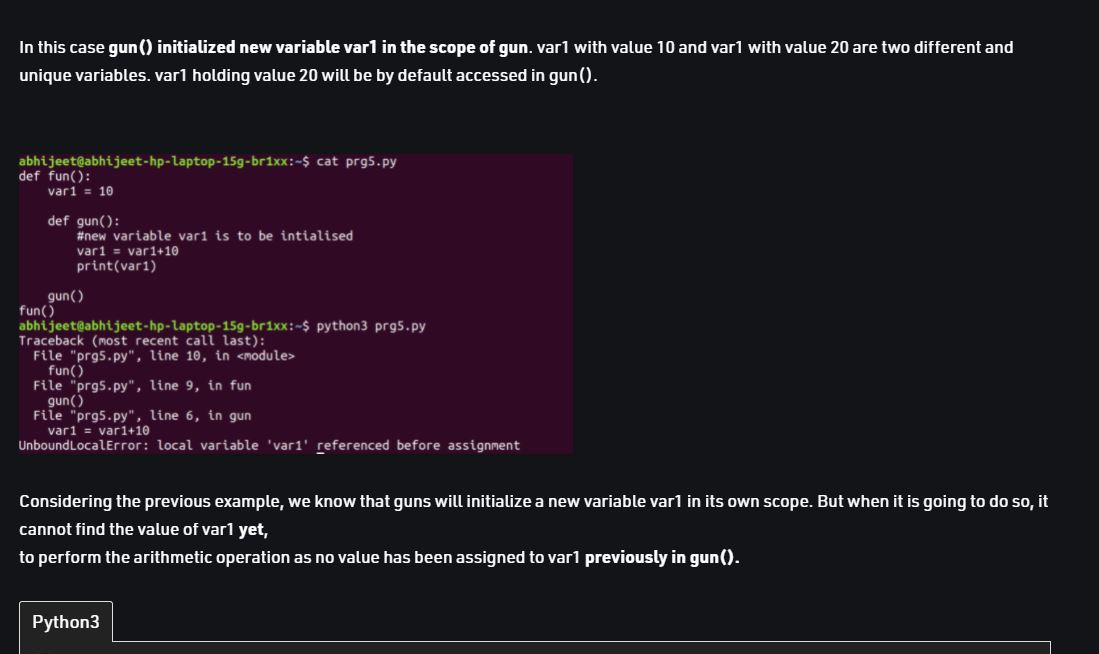 In this case gun() initialized new variable var1 in the scope of gun. var1 with value 10 and var1 with value 20 are two different and
unique variables. var1 holding value 20 will be by default accessed in gun().
abhijeet@abhijeet-hp-laptop-15g-br1xx:~$ cat prg5.py
def fun():
    var1 = 10
    def gun():
        #new variable var1 is to be intialised
        var1 = var1+10
        print(var1)
    gun()
fun()
abhijeet@abhijeet-hp-laptop-15g-br1xx:~$ python3 prg5.py
Traceback (most recent call last):
  File "prg5.py", line 10, in <module>
    fun()
  File "prg5.py", line 9, in fun
    gun()
  File "prg5.py", line 6, in gun
    var1 = var1+10
UnboundLocalError: local variable 'var1' referenced before assignment
Considering the previous example, we know that guns will initialize a new variable var1 in its own scope. But when it is going to do so, it
cannot find the value of var1 yet,
to perform the arithmetic operation as no value has been assigned to var1 previously in gun().
Python3